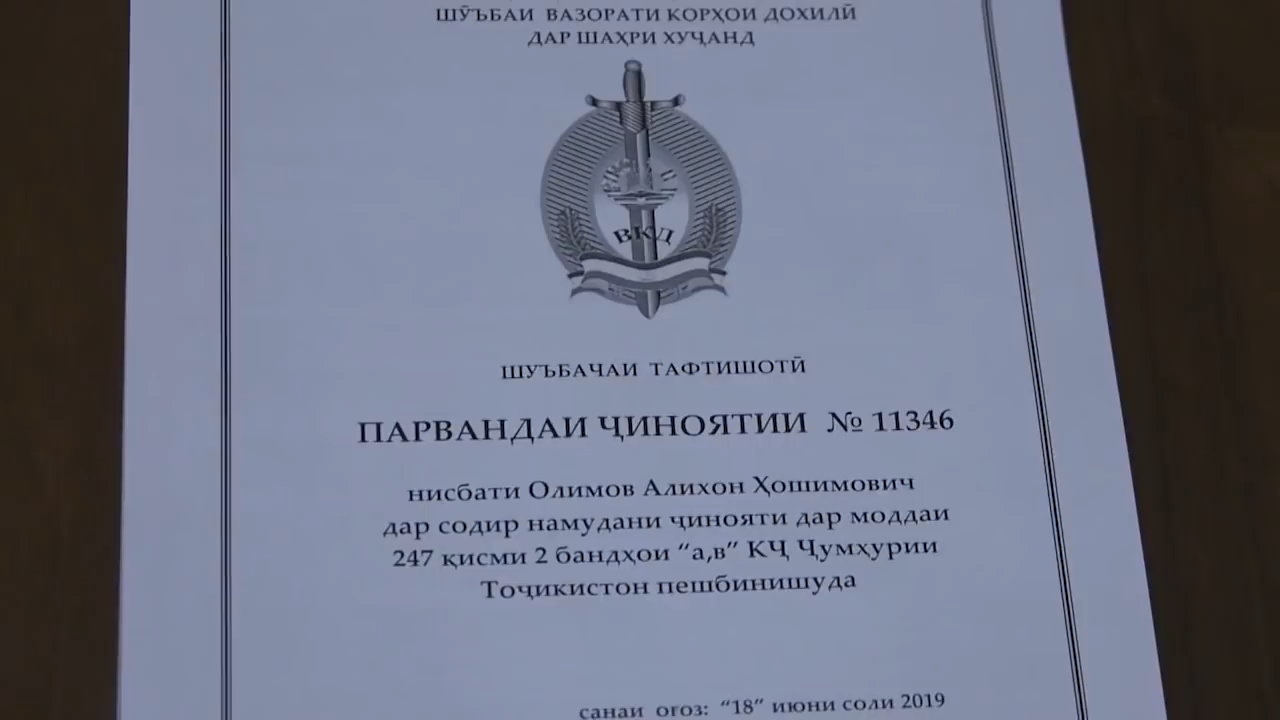 ШӮЪБАИ ВАЗОРАТИ КОРҲОИ ДОХИЛӢ
ДАР ШАҲРИ ХУҶАНД
ВКД
ШУЪБАЧАИ ТАФТИШОТӢ
ПАРВАНДАИ ҶИНОЯТИИ № 11346
нисбати Олимов Алихон Ҳошимович
дар содир намудани ҷинояти дар моддаи
247 қисми 2 бандҳои “а,в” КҶ Ҷумҳурии
Тоҷикистон пешбинишуда
санаи оғоз: “18” июни соли 2019